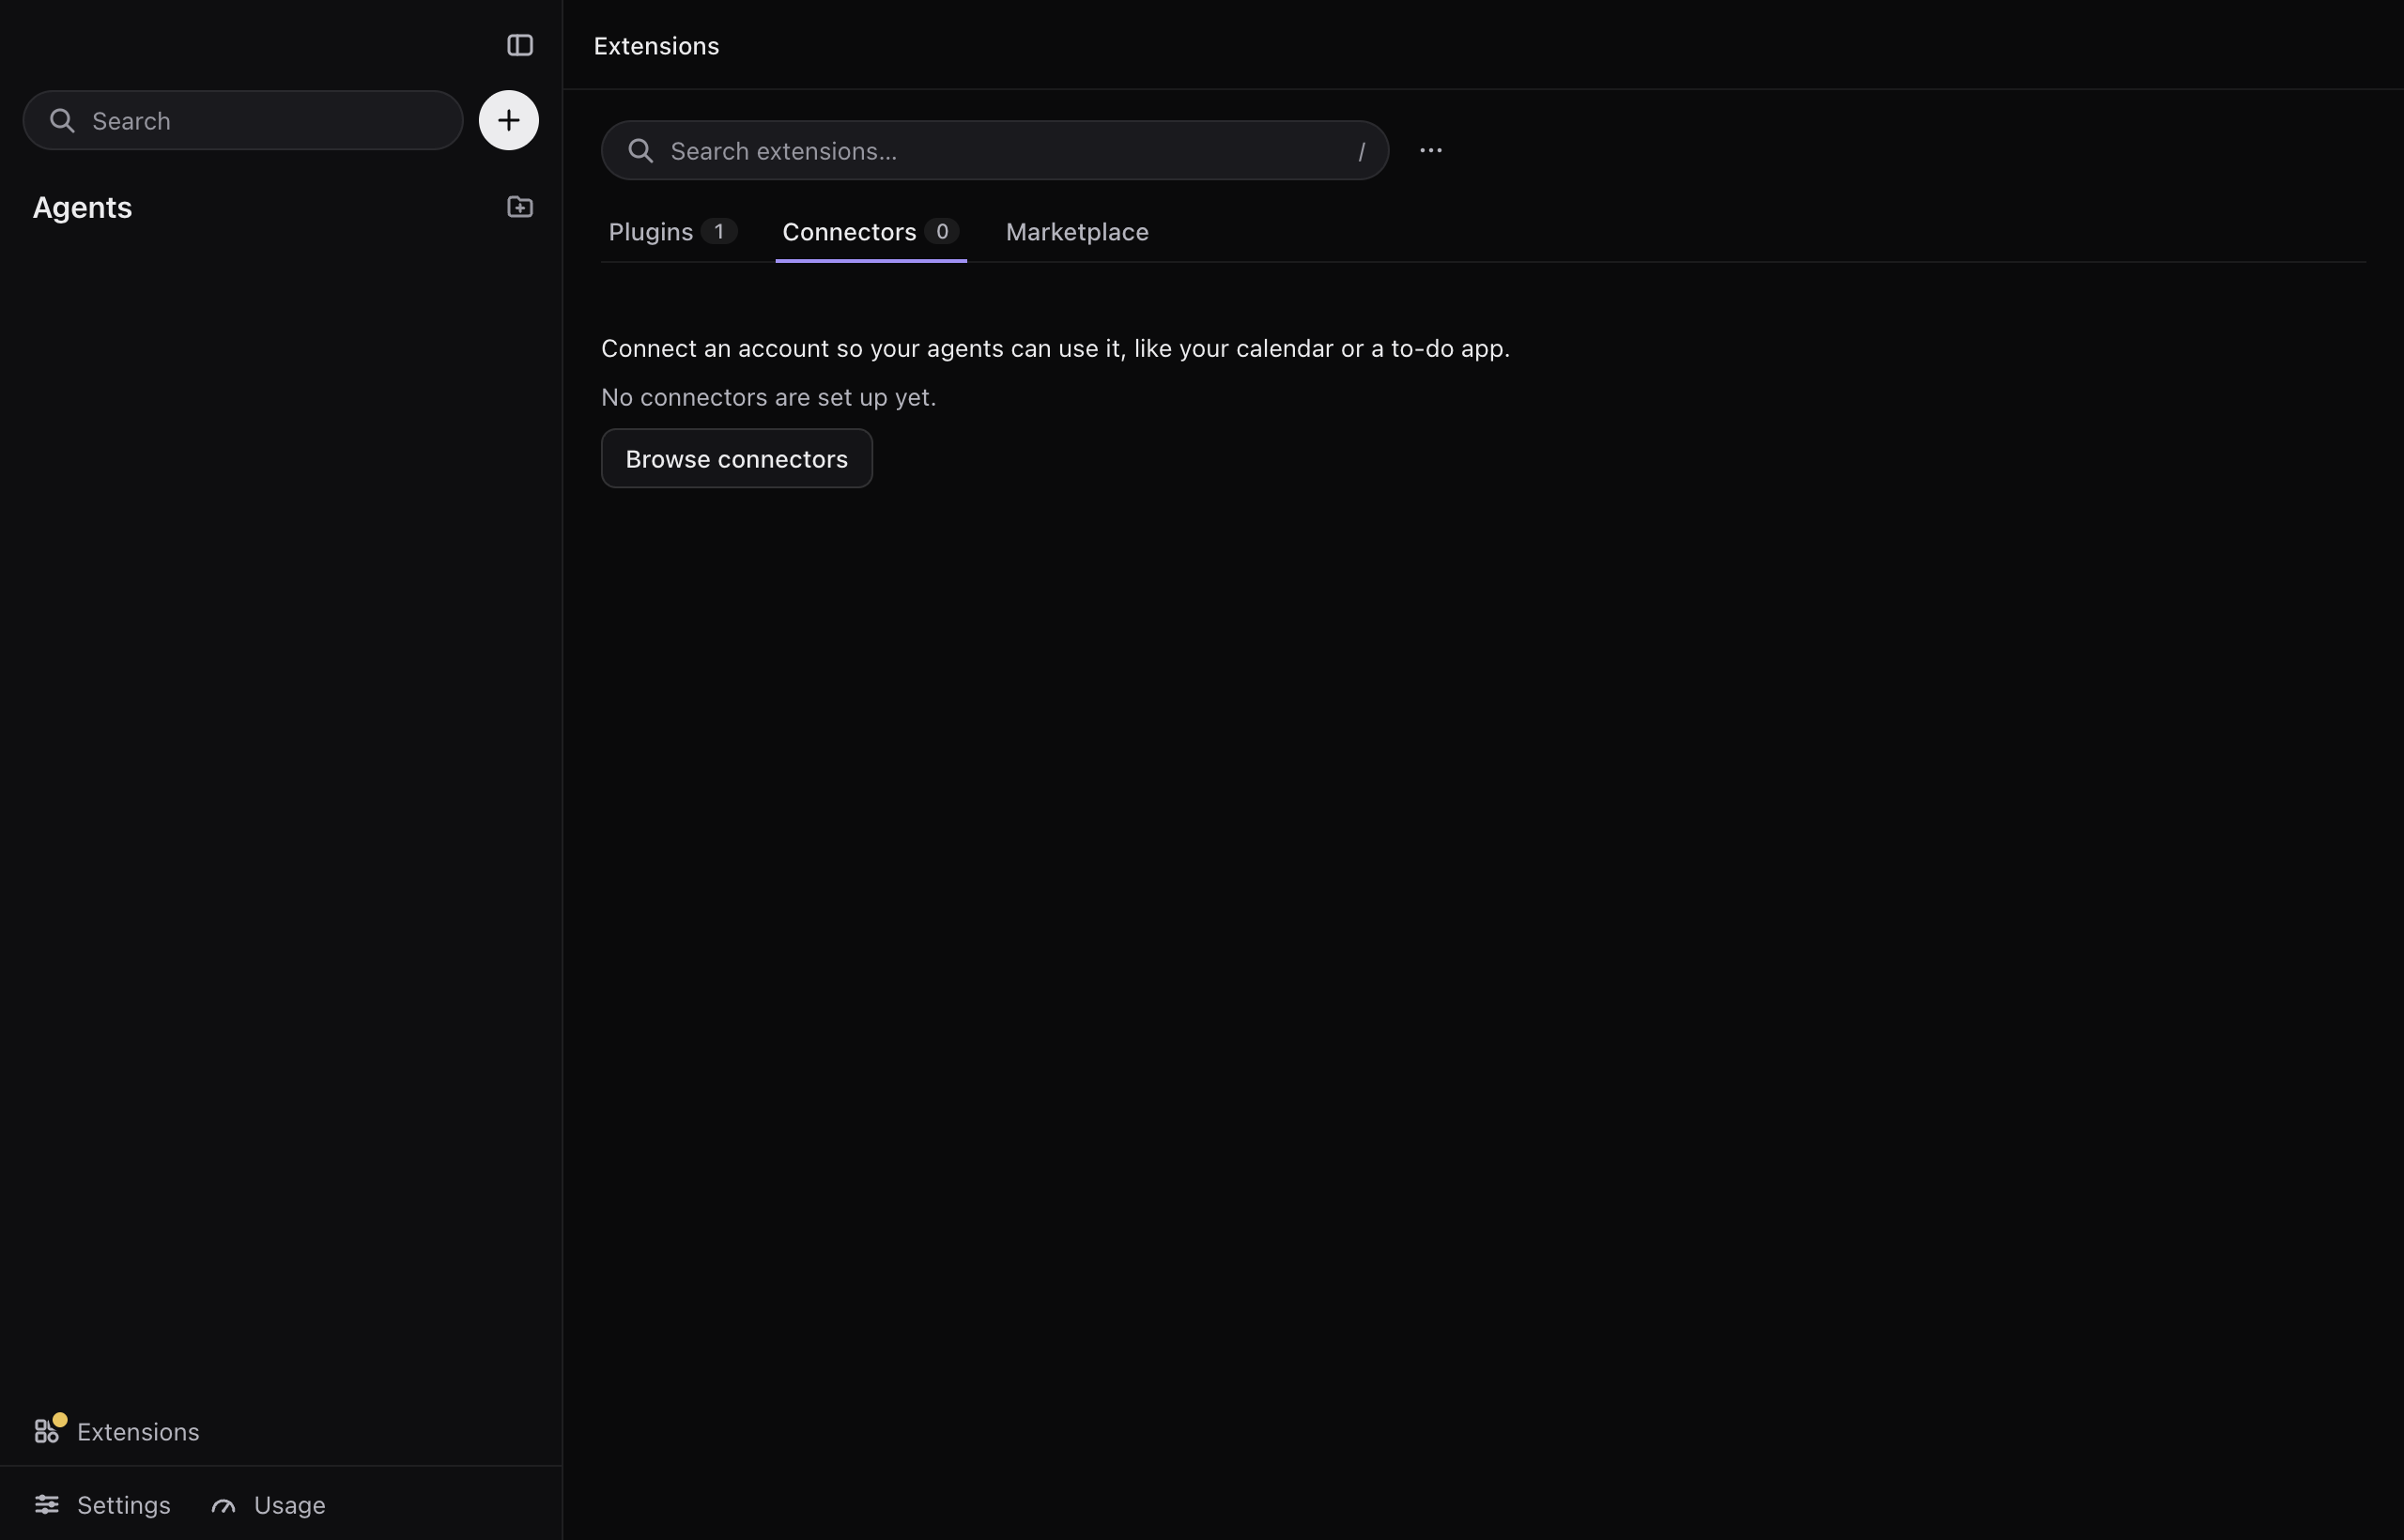 Search
Agents
Extensions
Settings
Usage
Extensions
Search extensions...
/
Plugins 1
Connectors 0
Marketplace
Connect an account so your agents can use it, like your calendar or a to-do app.
No connectors are set up yet.
Browse connectors